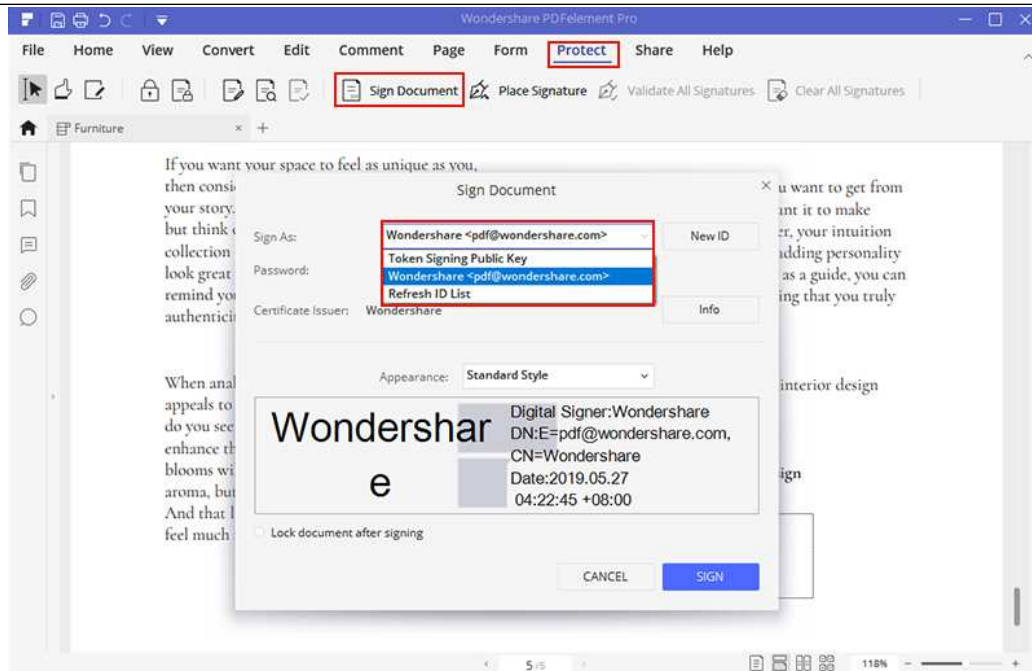 Wondershare PDFelement Pro
File Home View Convert Edit Comment Page Form Protect Share Help
Sign Document Place Signature Validate All Signatures Clear All Signatures
Furniture × +
If you want your space to feel as unique as you,
then consi u want to get from
your story. ant it to make
but think er, your intuition
collection adding personality
look great as a guide, you can
remind you ing that you truly
authentici
When anal interior design
appeals to
do you see
enhance th
blooms wi ign
aroma, but
And that l
feel much
Sign Document
Sign As: Wondershare <pdf@wondershare.com> New ID
Token Signing Public Key
Password: Wondershare <pdf@wondershare.com>
Refresh ID List
Certificate Issuer: Wondershare Info
Appearance: Standard Style
Wondershar
e
Digital Signer:Wondershare
DN:E=pdf@wondershare.com,
CN=Wondershare
Date:2019.05.27
04:22:45 +08:00
Lock document after signing
CANCEL SIGN
5 /5 118% - +